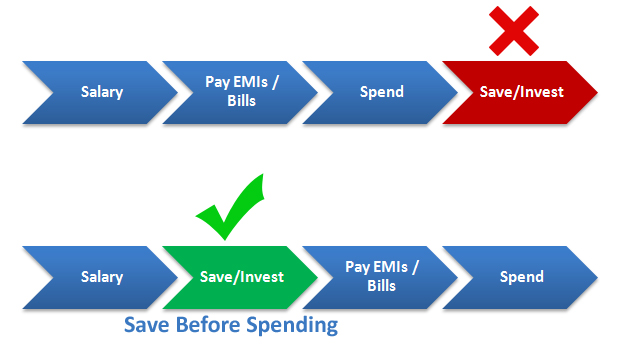 Salary
Pay EMIs /
Bills
Spend
Save/Invest
Salary
Save/Invest
Pay EMIs /
Bills
Spend
Save Before Spending